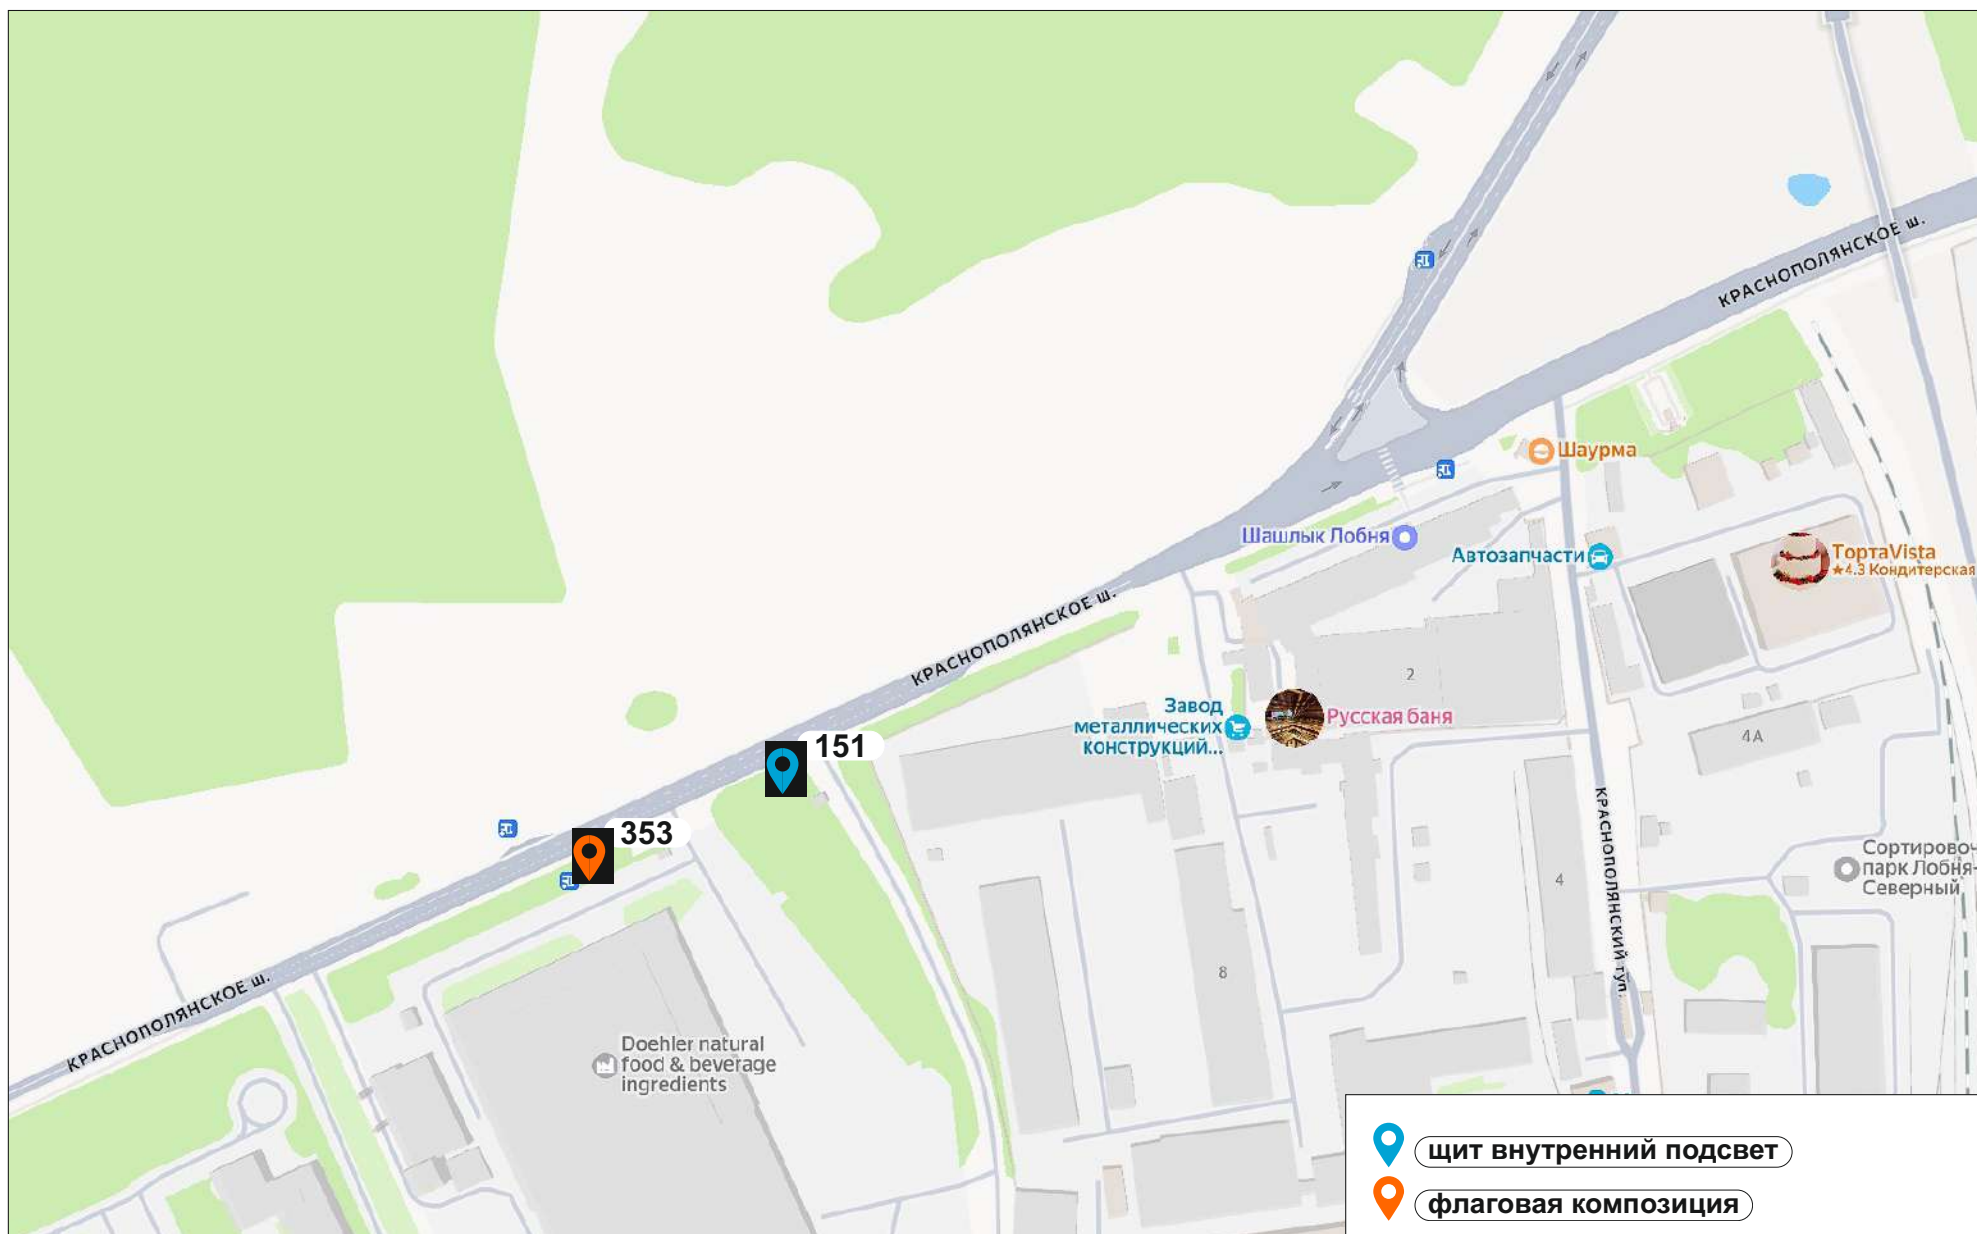 КРАСНОПОЛЯНСКОЕ ш.
Шаурма
Шашлык Лобня
Автозапчасти
ТортаVista
★4.3 Кондитерская
КРАСНОПОЛЯНСКОЕ ш.
2
Завод
металлических
конструкций...
Русская баня
4А
151
353
КРАСНОПОЛЯНСКИЙ туп.
Сортировоч
парк Лобня-
Северный
4
8
КРАСНОПОЛЯНСКОЕ ш.
Doehler natural
food & beverage
ingredients
щит внутренний подсвет
флаговая композиция